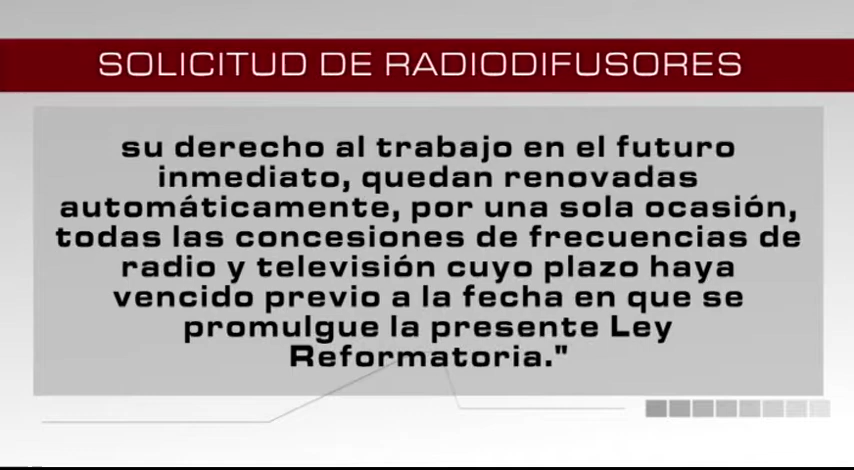 SOLICITUD DE RADIODIFUSORES
su derecho al trabajo en el futuro
inmediato, quedan renovadas
automáticamente, por una sola ocasión,
todas las concesiones de frecuencias de
radio y televisión cuyo plazo haya
vencido previo a la fecha en que se
promulgue la presente Ley
Reformatoria."